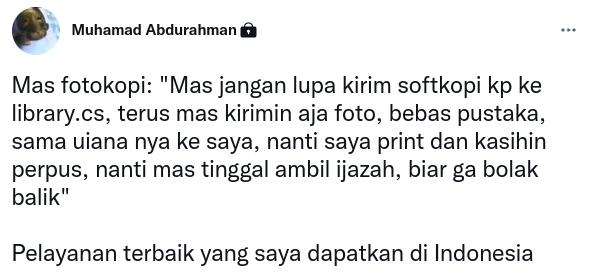 Muhamad Abdurahman
Mas fotokopi: "Mas jangan lupa kirim softkopi kp ke
library.cs, terus mas kirimin aja foto, bebas pustaka,
sama uiana nya ke saya, nanti saya print dan kasihin
perpus, nanti mas tinggal ambil ijazah, biar ga bolak
balik"
Pelayanan terbaik yang saya dapatkan di Indonesia